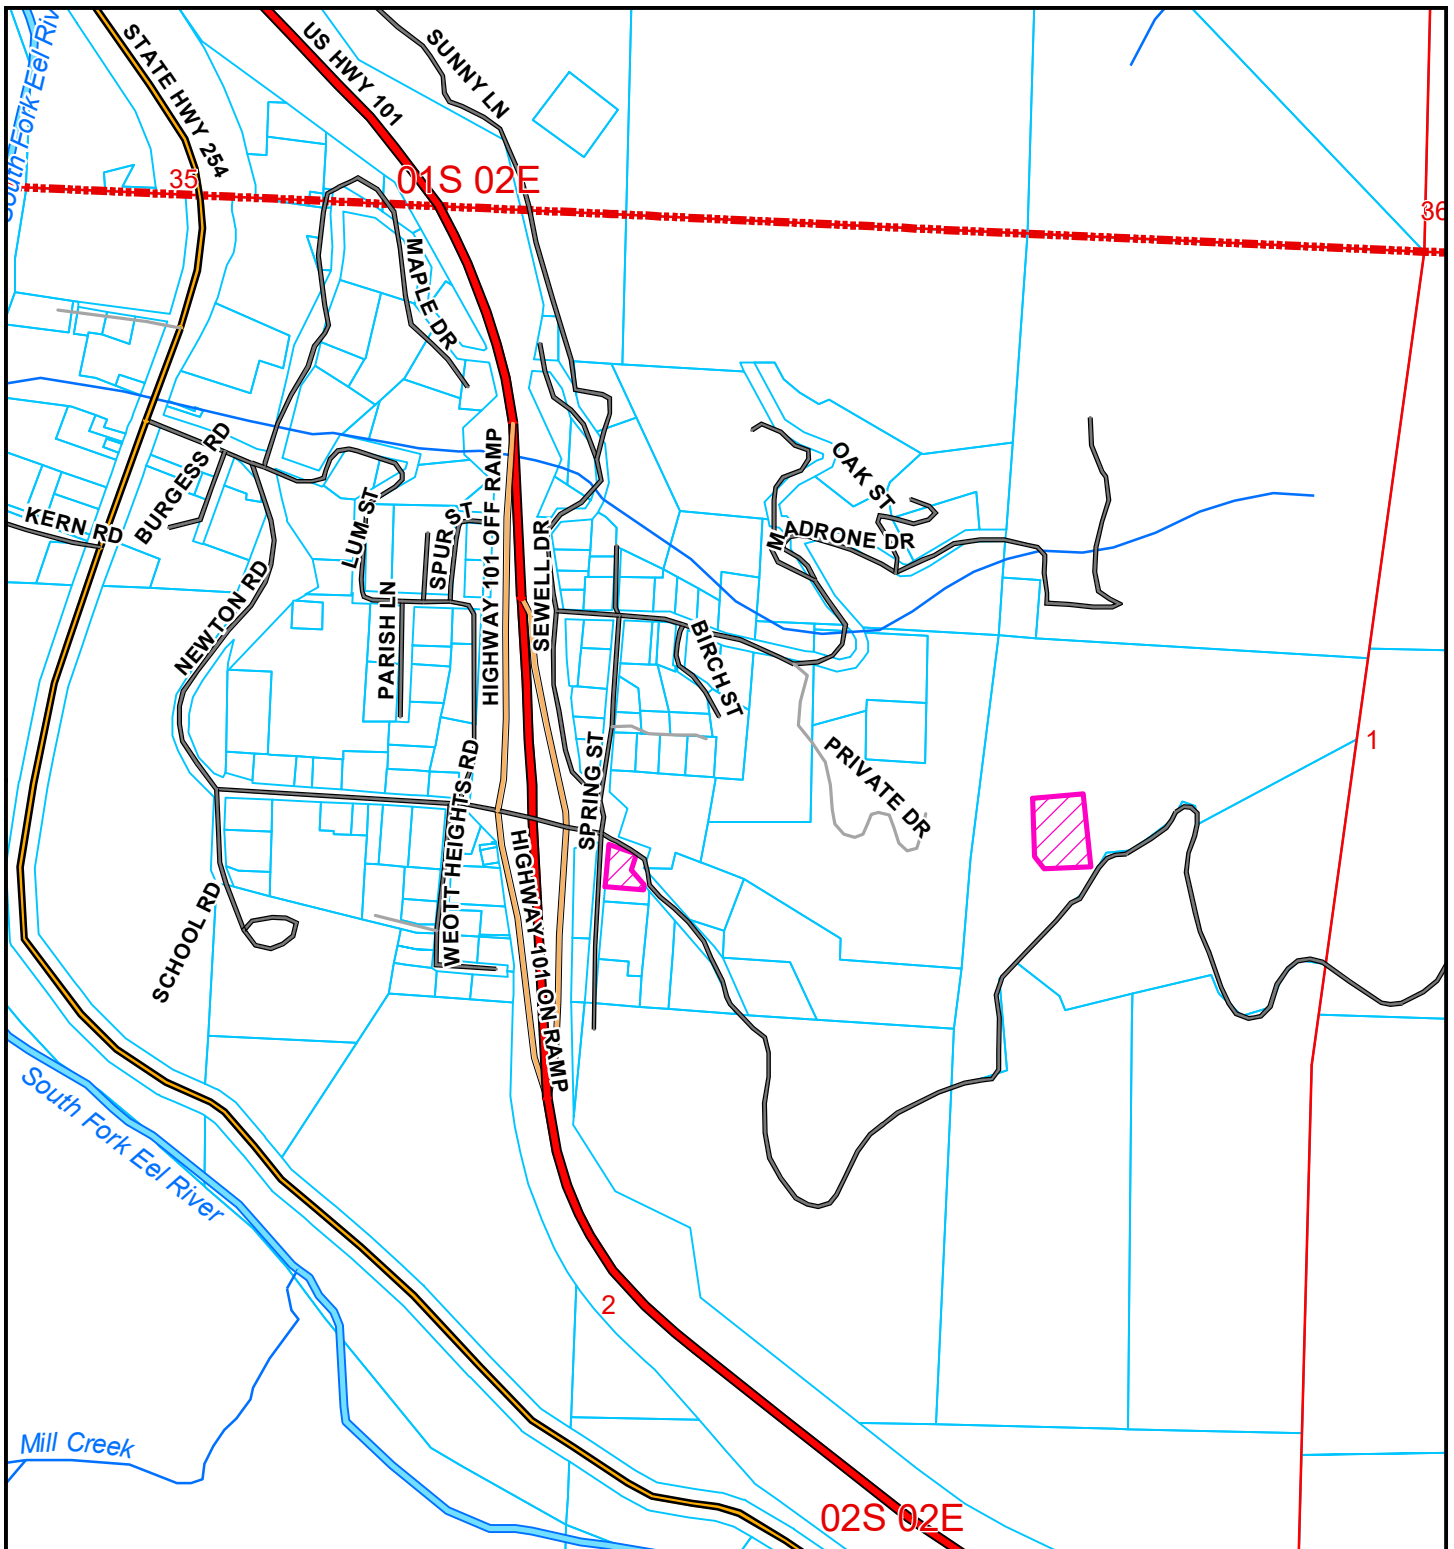 South Fork Eel Riv
STATE HWY 254
US HWY 101
SUNNY LN
35
01S 02E
36
MAPLE DR
BURGESS RD
KERN RD
LUM ST
SPUR ST
HIGHWAY 101 OFF RAMP
SEWELL DR
OAK ST
MADRONE DR
NEWTON RD
PARISH LN
BIRCH ST
WEOTT HEIGHTS RD
SPRING ST
PRIVATE DR
1
SCHOOL RD
HIGHWAY 101 ON RAMP
South Fork Eel River
2
Mill Creek
02S 02E